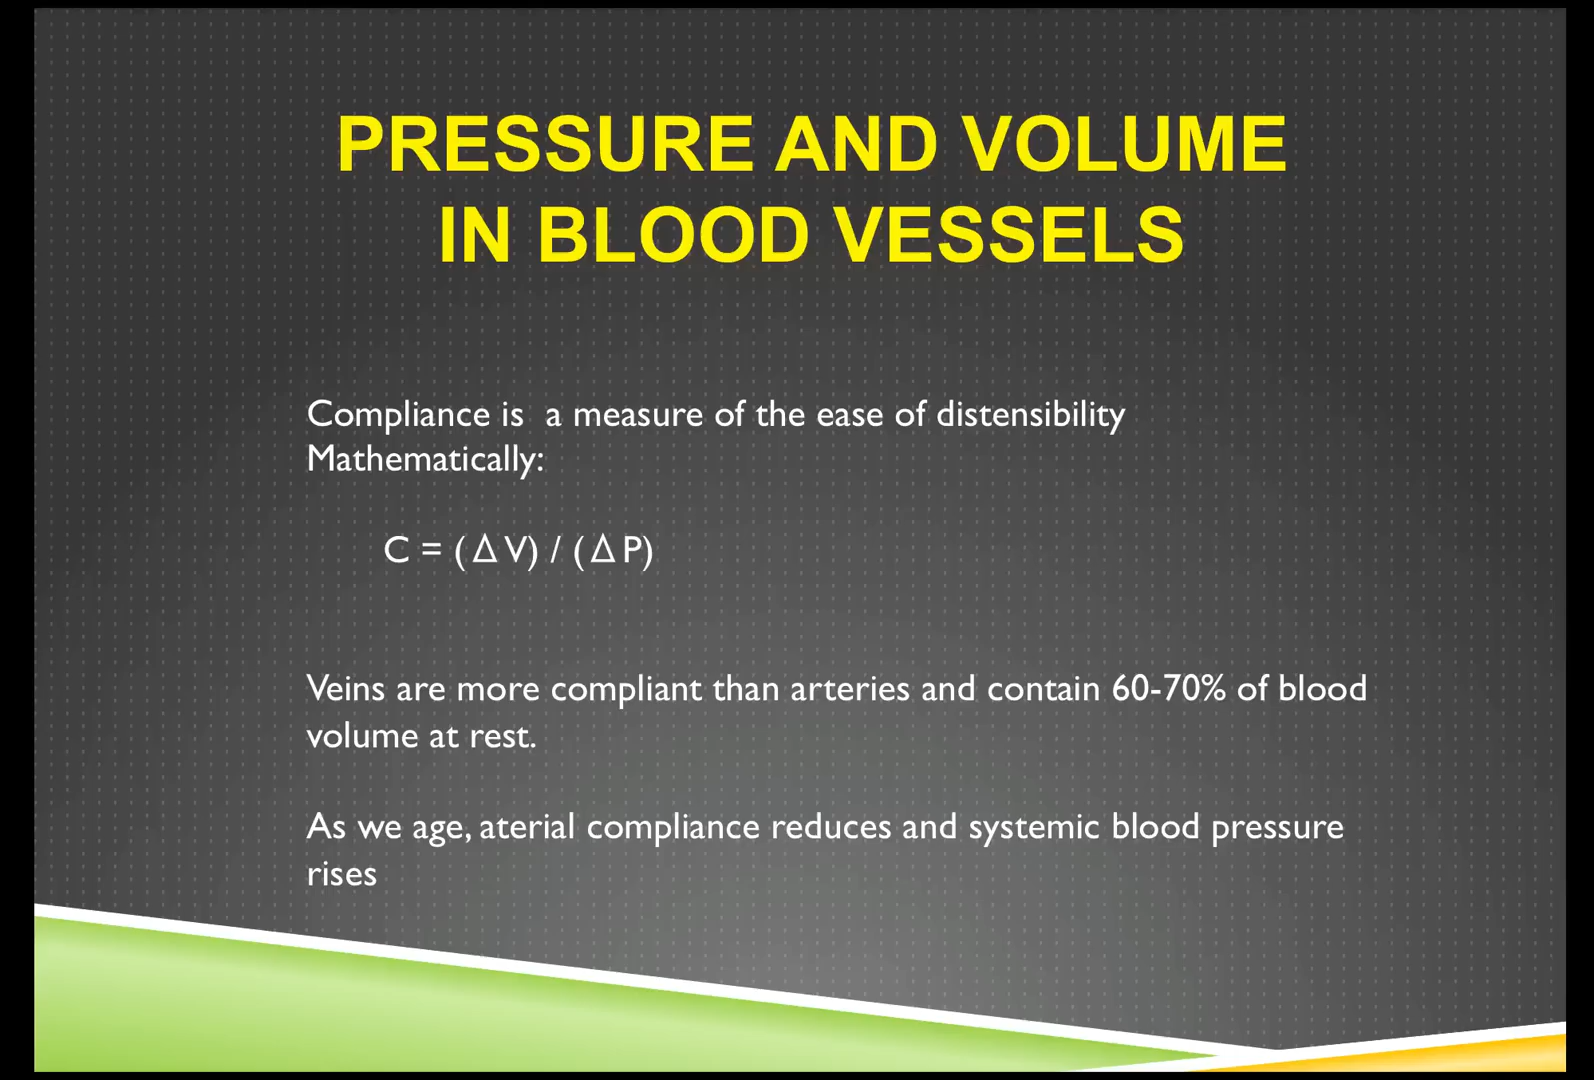 PRESSURE AND VOLUME
IN BLOOD VESSELS
Compliance is  a measure of the ease of distensibility
Mathematically:
C = (Δ V) / (Δ P)
Veins are more compliant than arteries and contain 60-70% of blood
volume at rest.
As we age, aterial compliance reduces and systemic blood pressure
rises